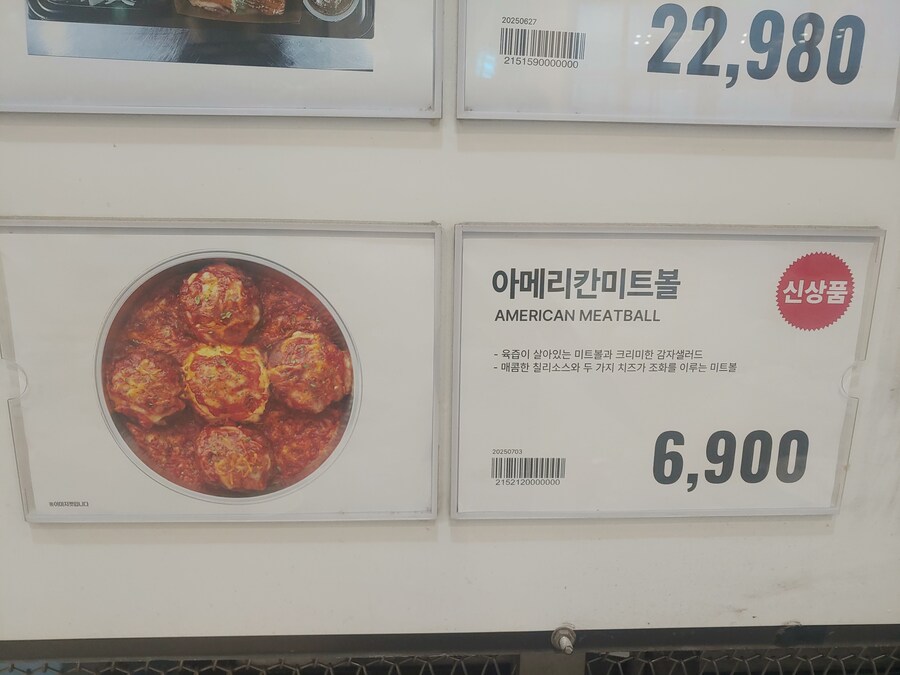 20250627
2151590000000
22,980
아메리칸미트볼
AMERICAN MEATBALL
신상품
- 육즙이 살아있는 미트볼과 크리미한 감자샐러드
- 매콤한 칠리소스와 두 가지 치즈가 조화를 이루는 미트볼
20250703
2152120000000
6,900